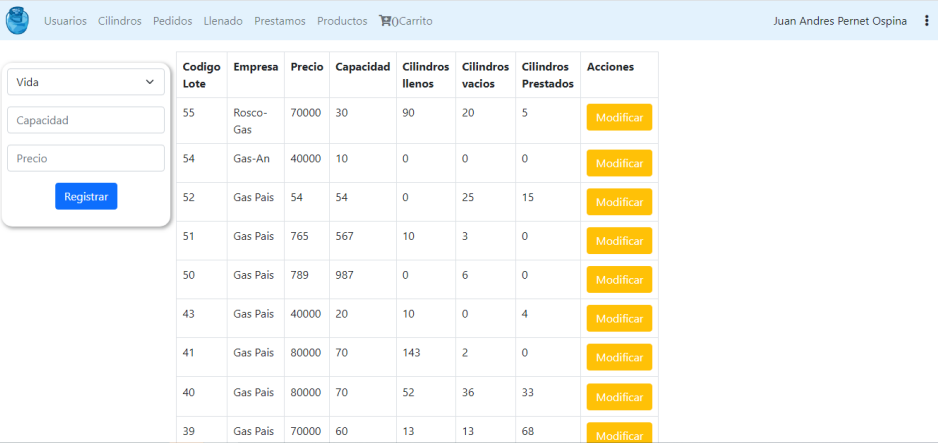 Usuarios Cilindros Pedidos Llenado Prestamos Productos ()Carrito Juan Andres Pernet Ospina
Vida
Capacidad
Precio
Registrar
Codigo Lote Empresa Precio Capacidad Cilindros llenos Cilindros vacios Cilindros Prestados Acciones
55 Rosco-Gas 70000 30 90 20 5 Modificar
54 Gas-An 40000 10 0 0 0 Modificar
52 Gas Pais 54 54 0 25 15 Modificar
51 Gas Pais 765 567 10 3 0 Modificar
50 Gas Pais 789 987 0 6 0 Modificar
43 Gas Pais 40000 20 10 0 4 Modificar
41 Gas Pais 80000 70 143 2 0 Modificar
40 Gas Pais 80000 70 52 36 33 Modificar
39 Gas Pais 70000 60 13 13 68 Modificar